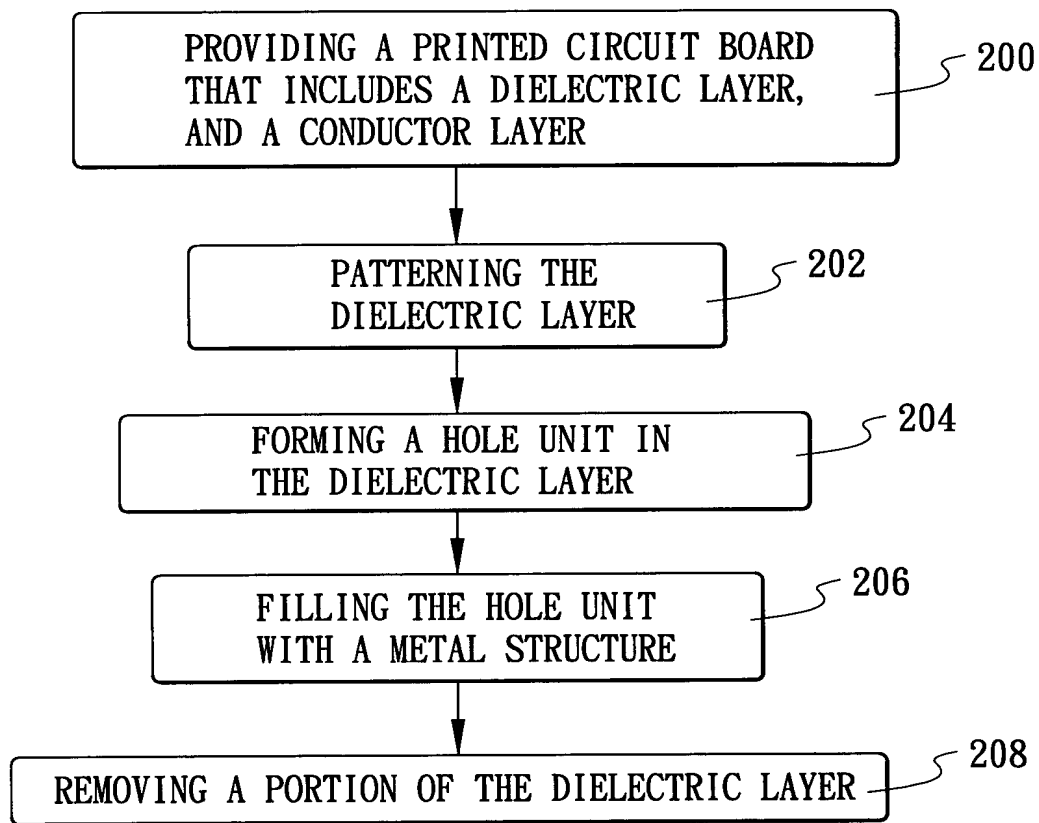 PROVIDING A PRINTED CIRCUIT BOARD
THAT INCLUDES A DIELECTRIC LAYER,
AND A CONDUCTOR LAYER
200
PATTERNING THE
DIELECTRIC LAYER
202
FORMING A HOLE UNIT IN
THE DIELECTRIC LAYER
204
FILLING THE HOLE UNIT
WITH A METAL STRUCTURE
206
REMOVING A PORTION OF THE DIELECTRIC LAYER
208